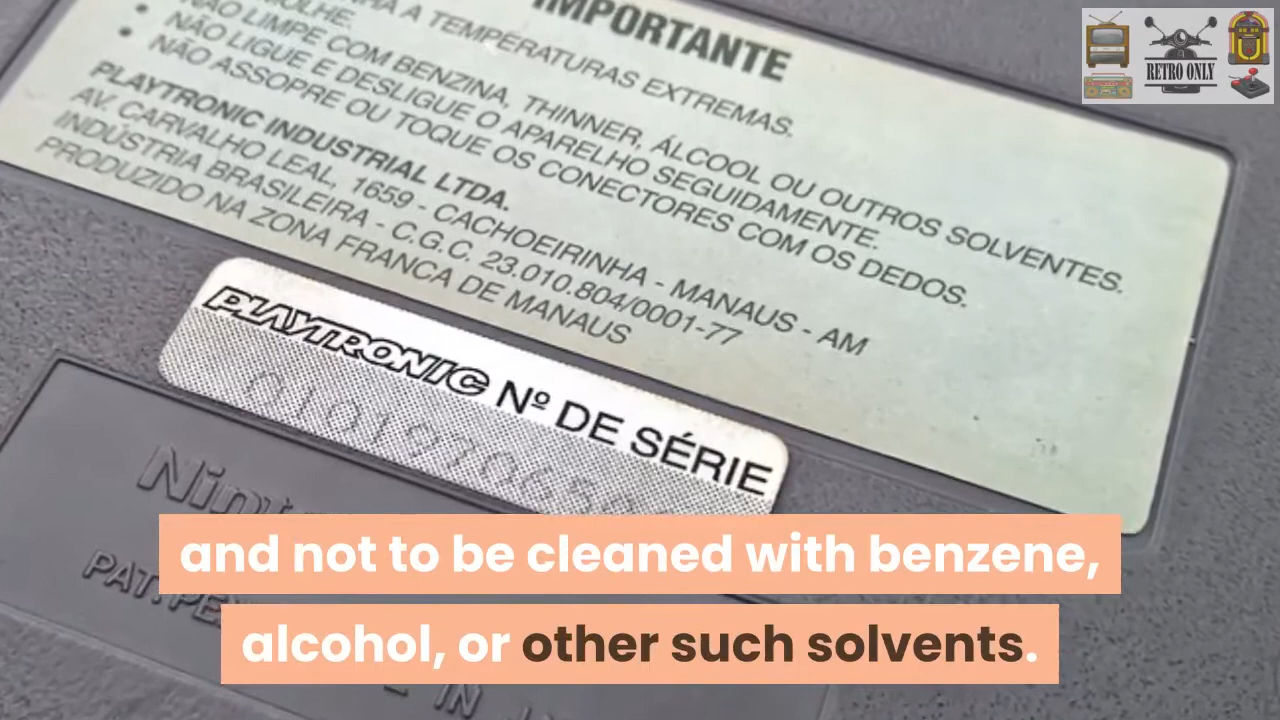 IMPORTANTE
A TEMPERATURAS EXTREMAS.
NÃO LIMPE COM BENZINA, THINNER, ÁLCOOL OU OUTROS SOLVENTES.
• NÃO LIGUE E DESLIGUE O APARELHO SEGUIDAMENTE.
• NÃO ASSOPRE OU TOQUE OS CONECTORES COM OS DEDOS.
PLAYTRONIC INDUSTRIAL LTDA.
AV. CARVALHO LEAL, 1659 - CACHOEIRINHA - MANAUS - AM
INDÚSTRIA BRASILEIRA - C.G.C. 23.010.804/0001-77
PRODUZIDO NA ZONA FRANCA DE MANAUS
PLAYTRONIC Nº DE SÉRIE
RETRO ONLY
and not to be cleaned with benzene,
alcohol, or other such solvents.
IN